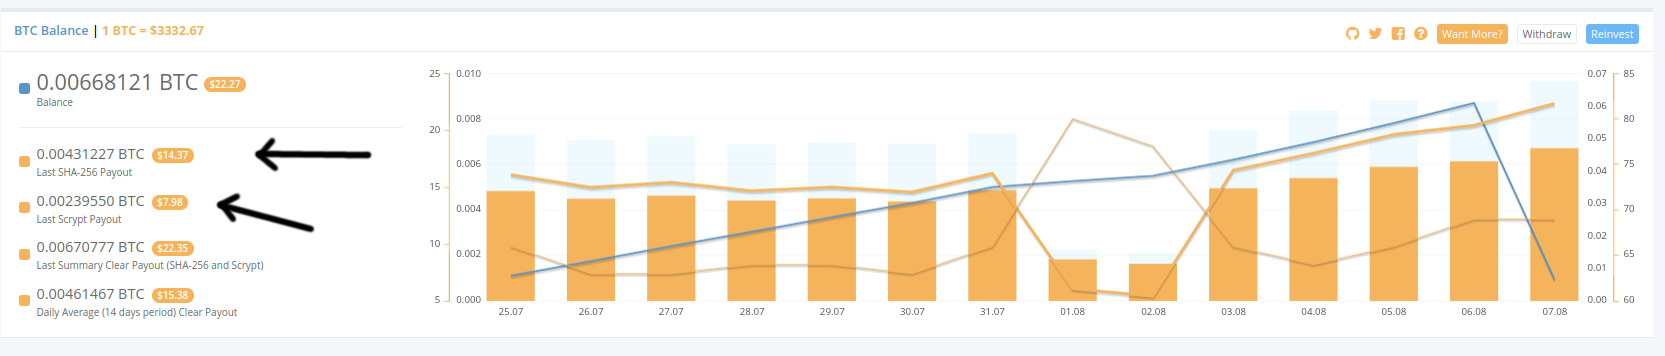 BTC Balance | 1 BTC = $3332.67
Want More? Withdraw Reinvest
0.00668121 BTC $22.27
Balance
0.00431227 BTC $14.37
Last SHA-256 Payout
0.00239550 BTC $7.98
Last Scrypt Payout
0.00670777 BTC $22.35
Last Summary Clear Payout (SHA-256 and Scrypt)
0.00461467 BTC $15.38
Daily Average (14 days period) Clear Payout
25 0.010 0.07 85
0.06
20 0.008 80
0.05
0.006 75
0.04
15
0.004 0.03 70
10 0.02
0.002 65
0.01
5 0.000 0.00 60
25.07 26.07 27.07 28.07 29.07 30.07 31.07 01.08 02.08 03.08 04.08 05.08 06.08 07.08